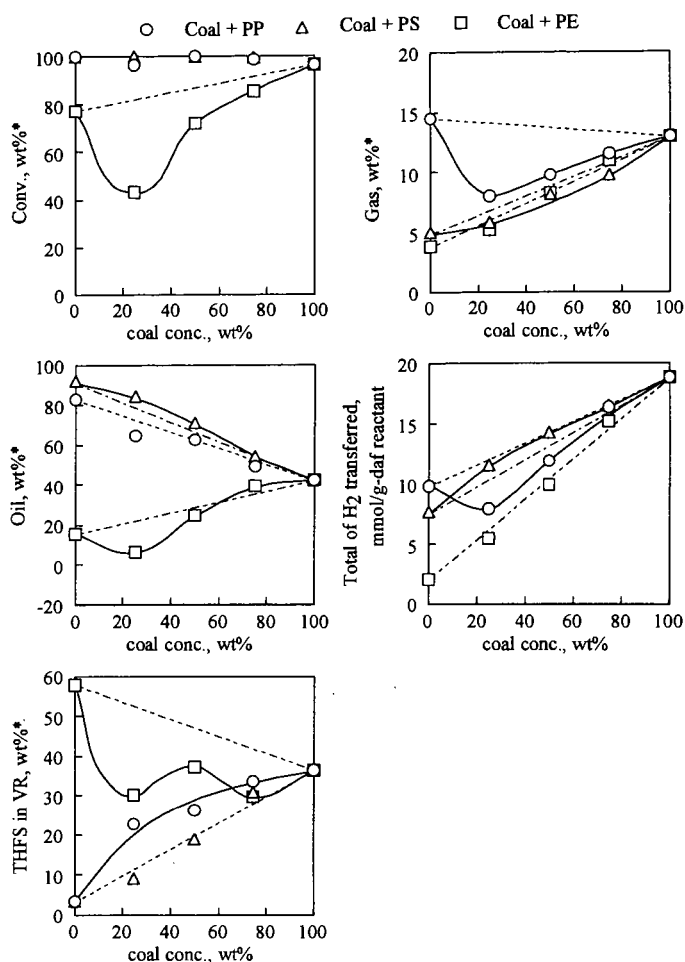 Coal + PP Coal + PS Coal + PE
100
80
60
40
20
0
Conv., wt%*
0 20 40 60 80 100
coal conc., wt%
20
15
10
5
0
Gas, wt%*
0 20 40 60 80 100
coal conc., wt%
100
80
60
40
20
0
-20
Oil, wt%*
0 20 40 60 80 100
coal conc., wt%
20
15
10
5
0
Total of H2 transferred,
mmol/g-daf reactant
0 20 40 60 80 100
coal conc., wt%
60
50
40
30
20
10
0
THFS in VR, wt%*
0 20 40 60 80 100
coal conc., wt%